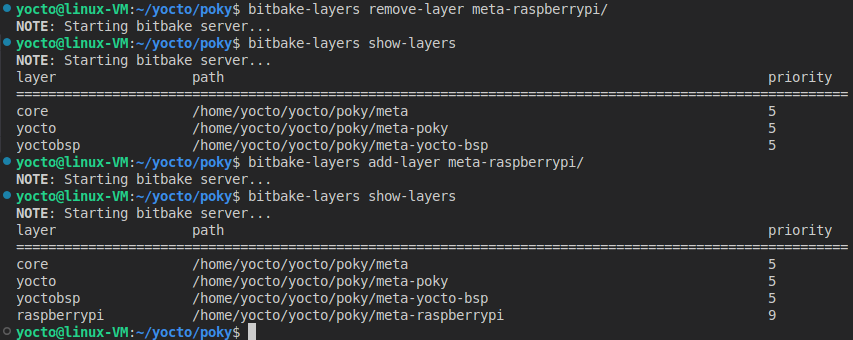 yocto@linux-VM:~/yocto/poky$ bitbake-layers remove-layer meta-raspberrypi/
NOTE: Starting bitbake server...
yocto@linux-VM:~/yocto/poky$ bitbake-layers show-layers
NOTE: Starting bitbake server...
layer                 path                                                                    priority
========================================================================================================
core                  /home/yocto/yocto/poky/meta                                             5
yocto                 /home/yocto/yocto/poky/meta-poky                                        5
yoctobsp              /home/yocto/yocto/poky/meta-yocto-bsp                                   5
yocto@linux-VM:~/yocto/poky$ bitbake-layers add-layer meta-raspberrypi/
NOTE: Starting bitbake server...
yocto@linux-VM:~/yocto/poky$ bitbake-layers show-layers
NOTE: Starting bitbake server...
layer                 path                                                                    priority
========================================================================================================
core                  /home/yocto/yocto/poky/meta                                             5
yocto                 /home/yocto/yocto/poky/meta-poky                                        5
yoctobsp              /home/yocto/yocto/poky/meta-yocto-bsp                                   5
raspberrypi           /home/yocto/yocto/poky/meta-raspberrypi                                 9
yocto@linux-VM:~/yocto/poky$